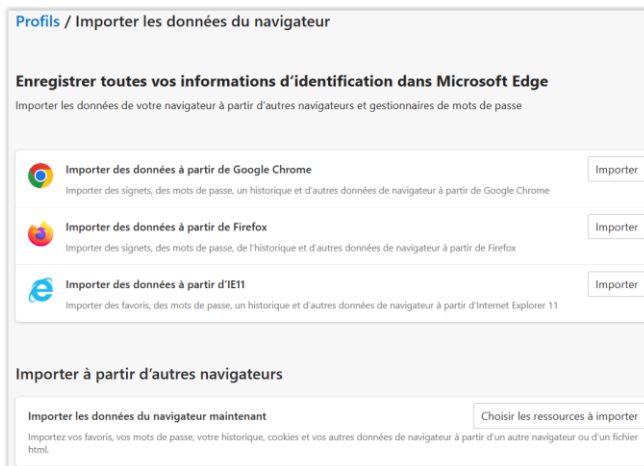 Profils / Importer les données du navigateur
Enregistrer toutes vos informations d'identification dans Microsoft Edge
Importer les données de votre navigateur à partir d'autres navigateurs et gestionnaires de mots de passe
Importer des données à partir de Google Chrome
Importer
Importer des signets, des mots de passe, un historique et d'autres données de navigateur à partir de Google Chrome
Importer des données à partir de Firefox
Importer
Importer des signets, des mots de passe, de l'historique et d'autres données de navigateur à partir de Firefox
Importer des données à partir d'IE11
Importer
Importer des favoris, des mots de passe, un historique et d'autres données de navigateur à partir d'Internet Explorer 11
Importer à partir d'autres navigateurs
Importer les données du navigateur maintenant
Choisir les ressources à importer
Importez vos favoris, vos mots de passe, votre historique, cookies et vos autres données de navigateur à partir d'un autre navigateur ou d'un fichier
html.